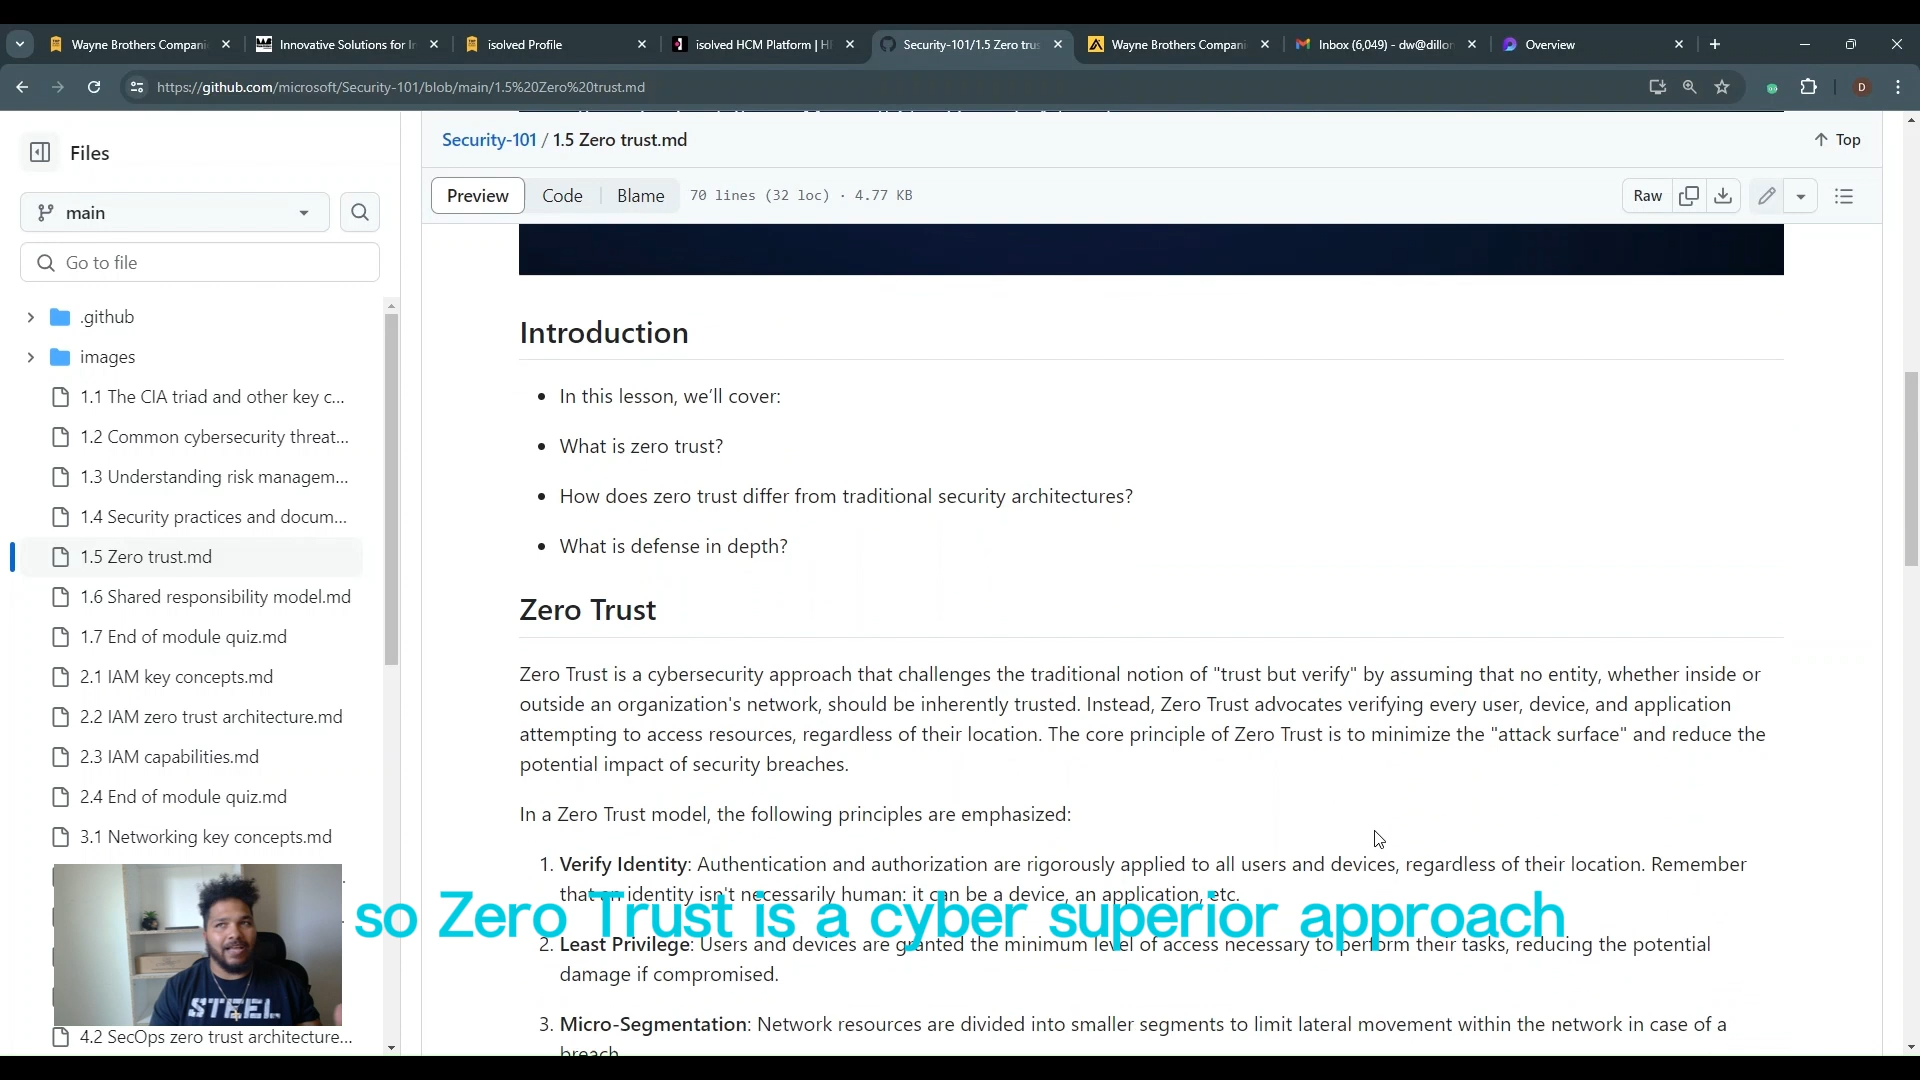 Wayne Brothers Compani
Innovative Solutions for In
isolved Profile
isolved HCM Platform | H
Security-101/1.5 Zero trus
Wayne Brothers Compani
Inbox (6,049) - dw@dillor
Overview
https://github.com/microsoft/Security-101/blob/main/1.5%20Zero%20trust.md
D
Files
Security-101 / 1.5 Zero trust.md
Top
main
Preview
Code
Blame
70 lines (32 loc) · 4.77 KB
Raw
Go to file
.github
images
1.1 The CIA triad and other key c...
1.2 Common cybersecurity threat...
1.3 Understanding risk managem...
1.4 Security practices and docum...
1.5 Zero trust.md
1.6 Shared responsibility model.md
1.7 End of module quiz.md
2.1 IAM key concepts.md
2.2 IAM zero trust architecture.md
2.3 IAM capabilities.md
2.4 End of module quiz.md
3.1 Networking key concepts.md
4.2 SecOps zero trust architecture...
Introduction
In this lesson, we'll cover:
What is zero trust?
How does zero trust differ from traditional security architectures?
What is defense in depth?
Zero Trust
Zero Trust is a cybersecurity approach that challenges the traditional notion of "trust but verify" by assuming that no entity, whether inside or
outside an organization's network, should be inherently trusted. Instead, Zero Trust advocates verifying every user, device, and application
attempting to access resources, regardless of their location. The core principle of Zero Trust is to minimize the "attack surface" and reduce the
potential impact of security breaches.
In a Zero Trust model, the following principles are emphasized:
1. Verify Identity: Authentication and authorization are rigorously applied to all users and devices, regardless of their location. Remember
that an identity isn't necessarily human: it can be a device, an application, etc.
so Zero Trust is a cyber superior approach
2. Least Privilege: Users and devices are granted the minimum level of access necessary to perform their tasks, reducing the potential
damage if compromised.
3. Micro-Segmentation: Network resources are divided into smaller segments to limit lateral movement within the network in case of a
breach.
STEEL